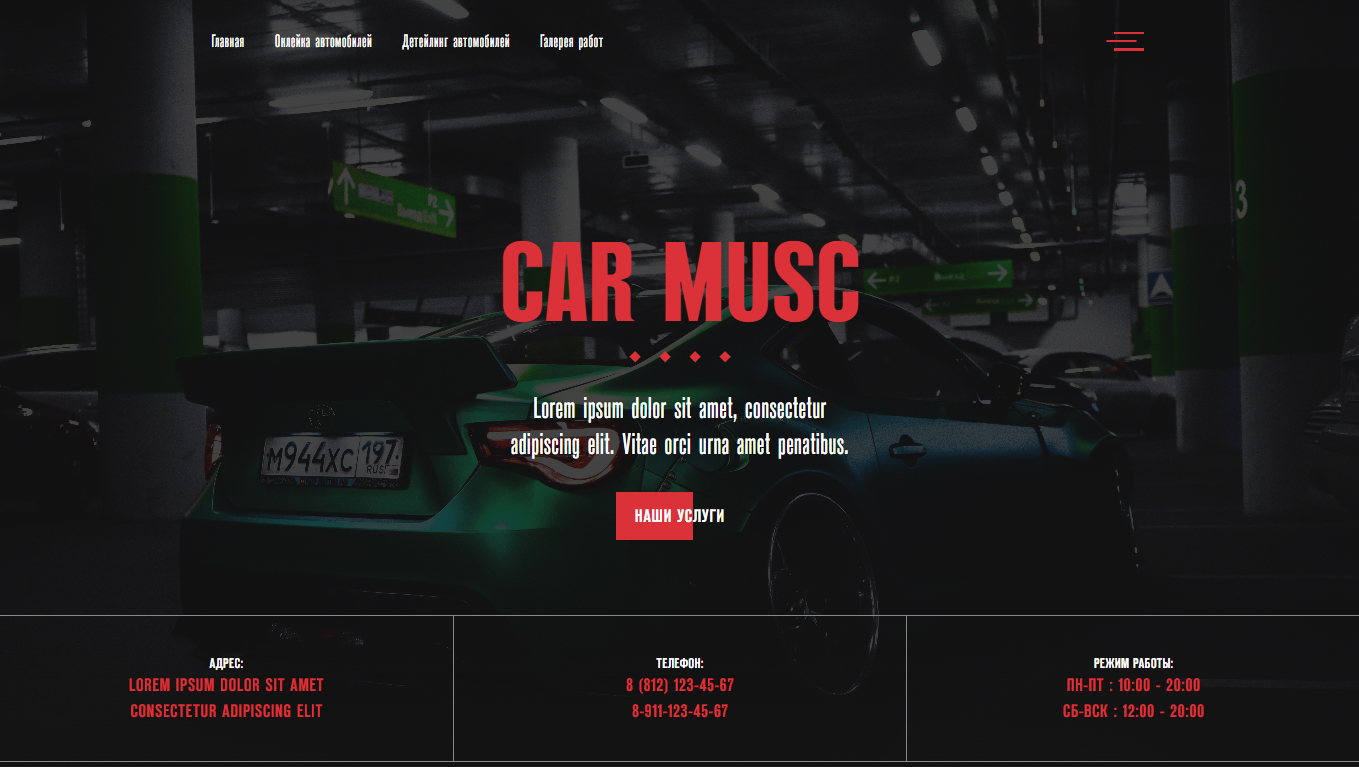 Главная Оклейка автомобилей Детейлинг автомобилей Галерея работ
P2
3
CAR MUSC
P2
Lorem ipsum dolor sit amet, consectetur
adipiscing elit. Vitae orci urna amet penatibus.
М944ХС 197
RUS
НАШИ УСЛУГИ
АДРЕС:
LOREM IPSUM DOLOR SIT AMET
CONSECTETUR ADIPISCING ELIT
ТЕЛЕФОН:
8 (812) 123-45-67
8-911-123-45-67
РЕЖИМ РАБОТЫ:
ПН-ПТ : 10:00 - 20:00
СБ-ВСК : 12:00 - 20:00